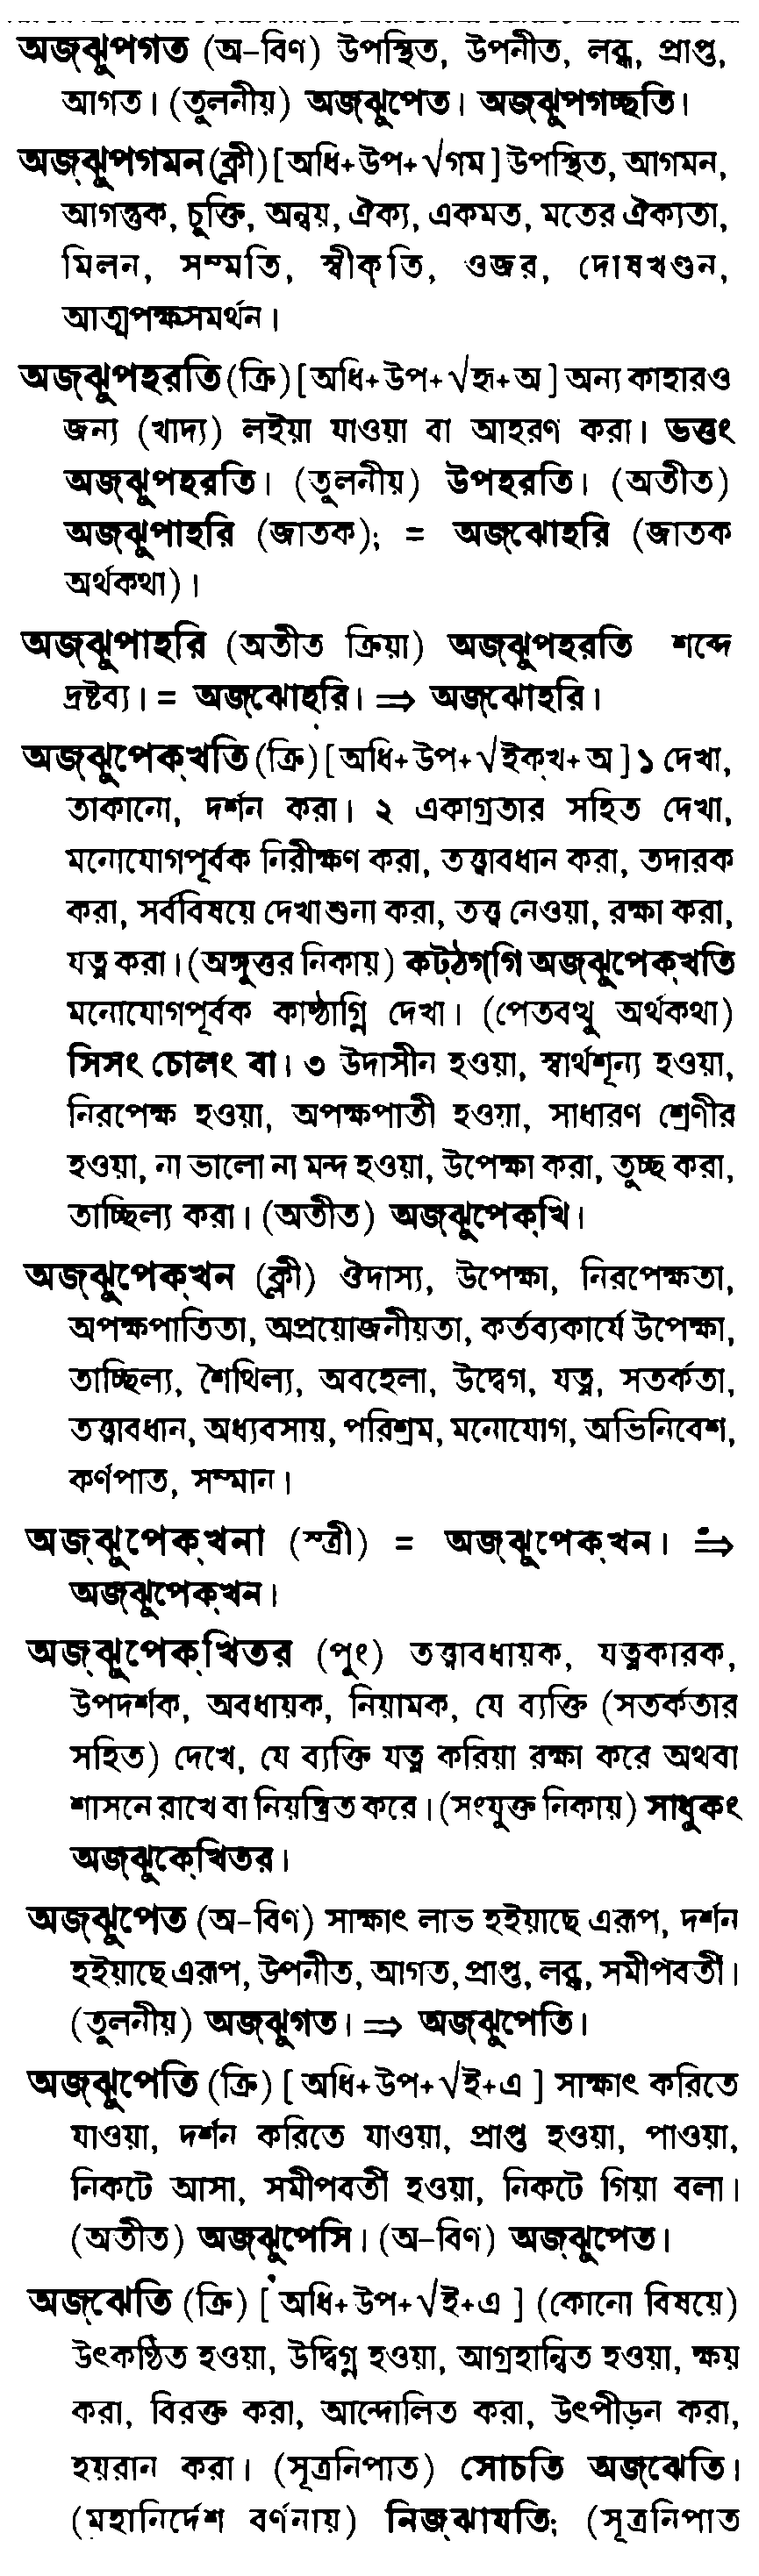 অজ্ঝুপগত (অ-বিণ) উপস্থিত, উপনীত, লব্ধ, প্রাপ্ত,
আগত। (তুলনীয়) অজ্ঝুপেত। অজ্ঝুপগচ্ছতি।
অজ্ঝুপগমন (ক্লী) [ অধি+উপ+√গম ] উপস্থিত, আগমন,
আগন্তুক, চুক্তি, অন্বয়, ঐক্য, একমত, মতের ঐক্যতা,
মিলন, সম্মতি, স্বীকৃতি, ওজর, দোষখণ্ডন,
আত্মপক্ষসমর্থন।
অজ্ঝুপহরতি (ক্রি) [ অধি+উপ+√হৃ+অ ] অন্য কাহারও
জন্য (খাদ্য) লইয়া যাওয়া বা আহরণ করা। ভত্তং
অজ্ঝুপহরতি। (তুলনীয়) উপহরতি। (অতীত)
অজ্ঝুপাহরি (জাতক); = অজ্ঝোহরি (জাতক
অর্থকথা)।
অজ্ঝুপাহরি (অতীত ক্রিয়া) অজ্ঝুপহরতি শব্দে
দ্রষ্টব্য। = অজ্ঝোহরি। ⇒ অজ্ঝোহরি।
অজ্ঝুপেক্খতি (ক্রি) [ অধি+উপ+√ইক্খ+অ ] ১ দেখা,
তাকানো, দর্শন করা। ২ একাগ্রতার সহিত দেখা,
মনোযোগপূর্বক নিরীক্ষণ করা, তত্ত্বাবধান করা, তদারক
করা, সর্ববিষয়ে দেখাশুনা করা, তত্ত্ব নেওয়া, রক্ষা করা,
যত্ন করা। (অঙ্গুত্তর নিকায়) কট্ঠগ্গি অজ্ঝুপেক্খতি
মনোযোগপূর্বক কাষ্ঠাগ্নি দেখা। (পেতবত্থু অর্থকথা)
সিসং চোলং বা। ৩ উদাসীন হওয়া, স্বার্থশূন্য হওয়া,
নিরপেক্ষ হওয়া, অপক্ষপাতী হওয়া, সাধারণ শ্রেণীর
হওয়া, না ভালো না মন্দ হওয়া, উপেক্ষা করা, তুচ্ছ করা,
তাচ্ছিল্য করা। (অতীত) অজ্ঝুপেক্খি।
অজ্ঝুপেক্খন (ক্লী) ঔদাস্য, উপেক্ষা, নিরপেক্ষতা,
অপক্ষপাতিতা, অপ্রয়োজনীয়তা, কর্তব্যকার্যে উপেক্ষা,
তাচ্ছিল্য, শৈথিল্য, অবহেলা, উদ্বেগ, যত্ন, সতর্কতা,
তত্ত্বাবধান, অধ্যবসায়, পরিশ্রম, মনোযোগ, অভিনিবেশ,
কর্ণপাত, সম্মান।
অজ্ঝুপেক্খনা (স্ত্রী) = অজ্ঝুপেক্খন। ⇒
অজ্ঝুপেক্খন।
অজ্ঝুপেক্খিতর (পুং) তত্ত্বাবধায়ক, যত্নকারক,
উপদর্শক, অবধায়ক, নিয়ামক, যে ব্যক্তি (সতর্কতার
সহিত) দেখে, যে ব্যক্তি যত্ন করিয়া রক্ষা করে অথবা
শাসনে রাখে বা নিয়ন্ত্রিত করে। (সংযুক্ত নিকায়) সাধুকং
অজ্ঝুক্খেতির।
অজ্ঝুপেত (অ-বিণ) সাক্ষাৎ লাভ হইয়াছে এরূপ, দর্শন
হইয়াছে এরূপ, উপনীত, আগত, প্রাপ্ত, লব্ধ, সমীপবর্তী।
(তুলনীয়) অজ্ঝুগত। ⇒ অজ্ঝুপেতি।
অজ্ঝুপেতি (ক্রি) [ অধি+উপ+√ই+এ ] সাক্ষাৎ করিতে
যাওয়া, দর্শন করিতে যাওয়া, প্রাপ্ত হওয়া, পাওয়া,
নিকটে আসা, সমীপবর্তী হওয়া, নিকটে গিয়া বলা।
(অতীত) অজ্ঝুপেসি। (অ-বিণ) অজ্ঝুপেত।
অজ্ঝেতি (ক্রি) [ অধি+উপ+√ই+এ ] (কোনো বিষয়ে)
উৎকণ্ঠিত হওয়া, উদ্বিগ্ন হওয়া, আগ্রহান্বিত হওয়া, ক্ষয়
করা, বিরক্ত করা, আন্দোলিত করা, উৎপীড়ন করা,
হয়রান করা। (সূত্রনিপাত) সোচতি অজ্ঝেতি।
(মহানির্দেশ বর্ণনায়) নিজ্ঝাযতি; (সূত্রনিপাত